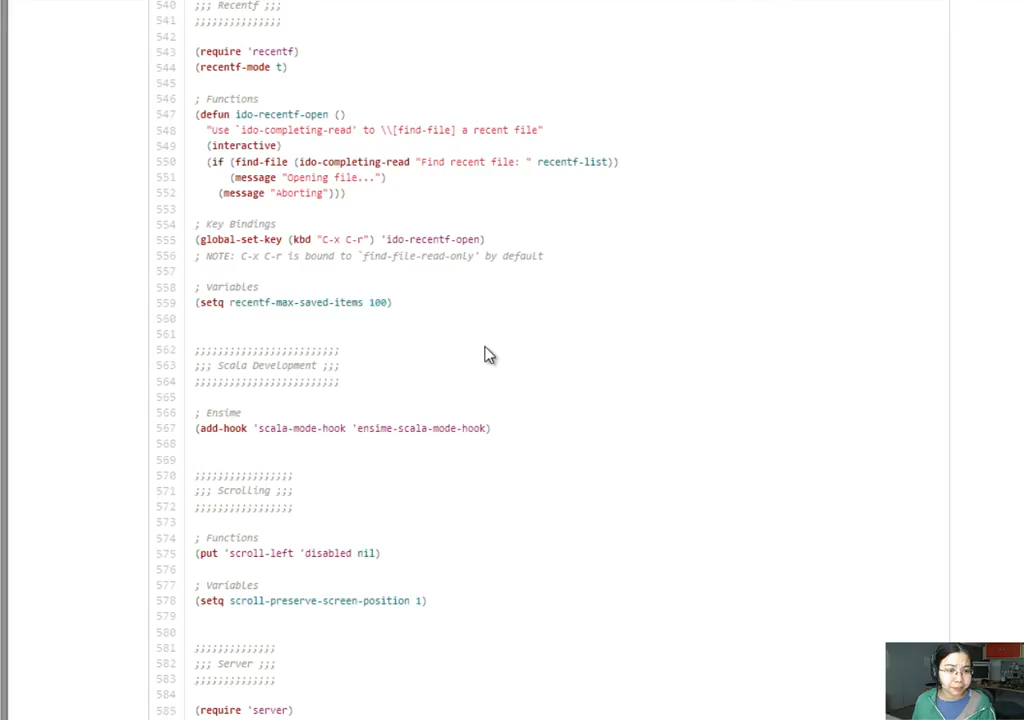 540 ;;; Recentf ;;;
541 ;;;;;;;;;;;;;;;
542
543 (require 'recentf)
544 (recentf-mode t)
545
546 ; Functions
547 (defun ido-recentf-open ()
548 "Use `ido-completing-read' to \\[find-file] a recent file"
549 (interactive)
550 (if (find-file (ido-completing-read "Find recent file: " recentf-list))
551 (message "Opening file...")
552 (message "Aborting")))
553
554 ; Key Bindings
555 (global-set-key (kbd "C-x C-r") 'ido-recentf-open)
556 ; NOTE: C-x C-r is bound to `find-file-read-only' by default
557
558 ; Variables
559 (setq recentf-max-saved-items 100)
560
561
562 ;;;;;;;;;;;;;;;;;;;;;;;;;
563 ;;; Scala Development ;;;
564 ;;;;;;;;;;;;;;;;;;;;;;;;;
565
566 ; Ensime
567 (add-hook 'scala-mode-hook 'ensime-scala-mode-hook)
568
569
570 ;;;;;;;;;;;;;;;;;
571 ;;; Scrolling ;;;
572 ;;;;;;;;;;;;;;;;;
573
574 ; Functions
575 (put 'scroll-left 'disabled nil)
576
577 ; Variables
578 (setq scroll-preserve-screen-position 1)
579
580
581 ;;;;;;;;;;;;;;
582 ;;; Server ;;;
583 ;;;;;;;;;;;;;;
584
585 (require 'server)